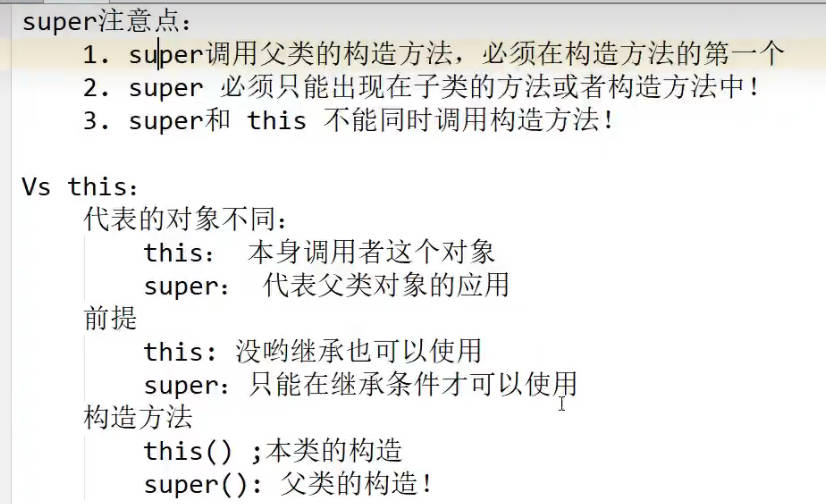 super注意点：
1. super调用父类的构造方法，必须在构造方法的第一个
2. super 必须只能出现在子类的方法或者构造方法中！
3. super和 this 不能同时调用构造方法！
Vs this：
代表的对象不同：
this： 本身调用者这个对象
super： 代表父类对象的应用
前提
this: 没哟继承也可以使用
super：只能在继承条件才可以使用
构造方法
this() ;本类的构造
super()：父类的构造！